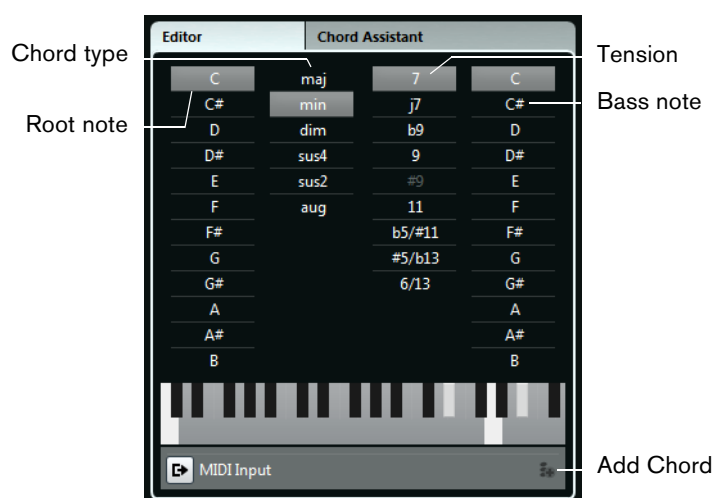 Editor Chord Assistant
Chord type
Tension
Root note
Bass note
C maj 7 C
C# min j7 C#
D dim b9 D
D# sus4 9 D#
E sus2 #9 E
F aug 11 F
F# b5/#11 F#
G #5/b13 G
G# 6/13 G#
A A
A# A#
B B
MIDI Input
Add Chord